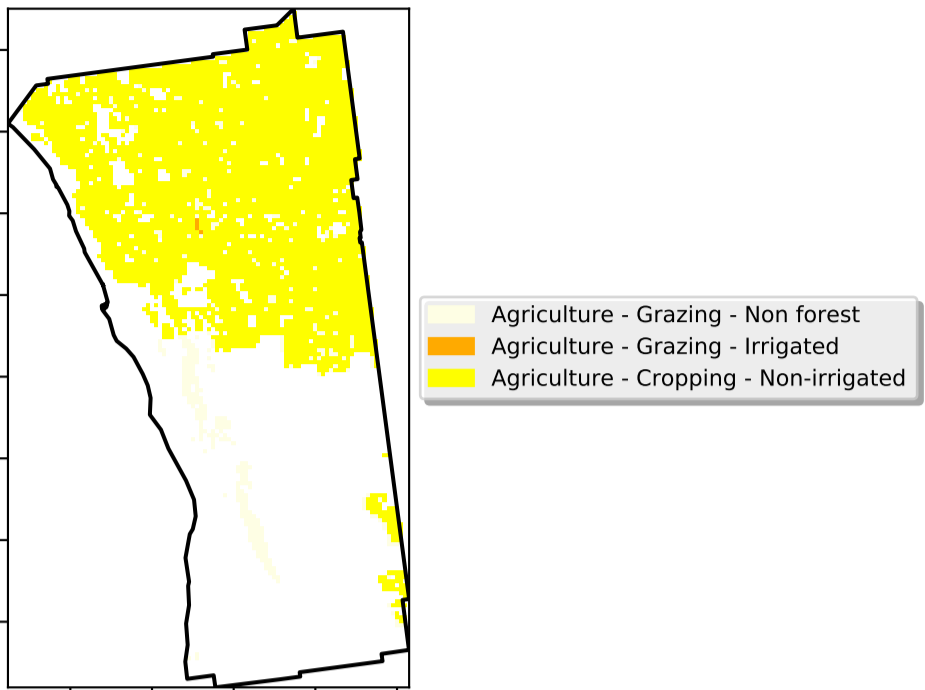 Agriculture - Grazing - Non forest
Agriculture - Grazing - Irrigated
Agriculture - Cropping - Non-irrigated